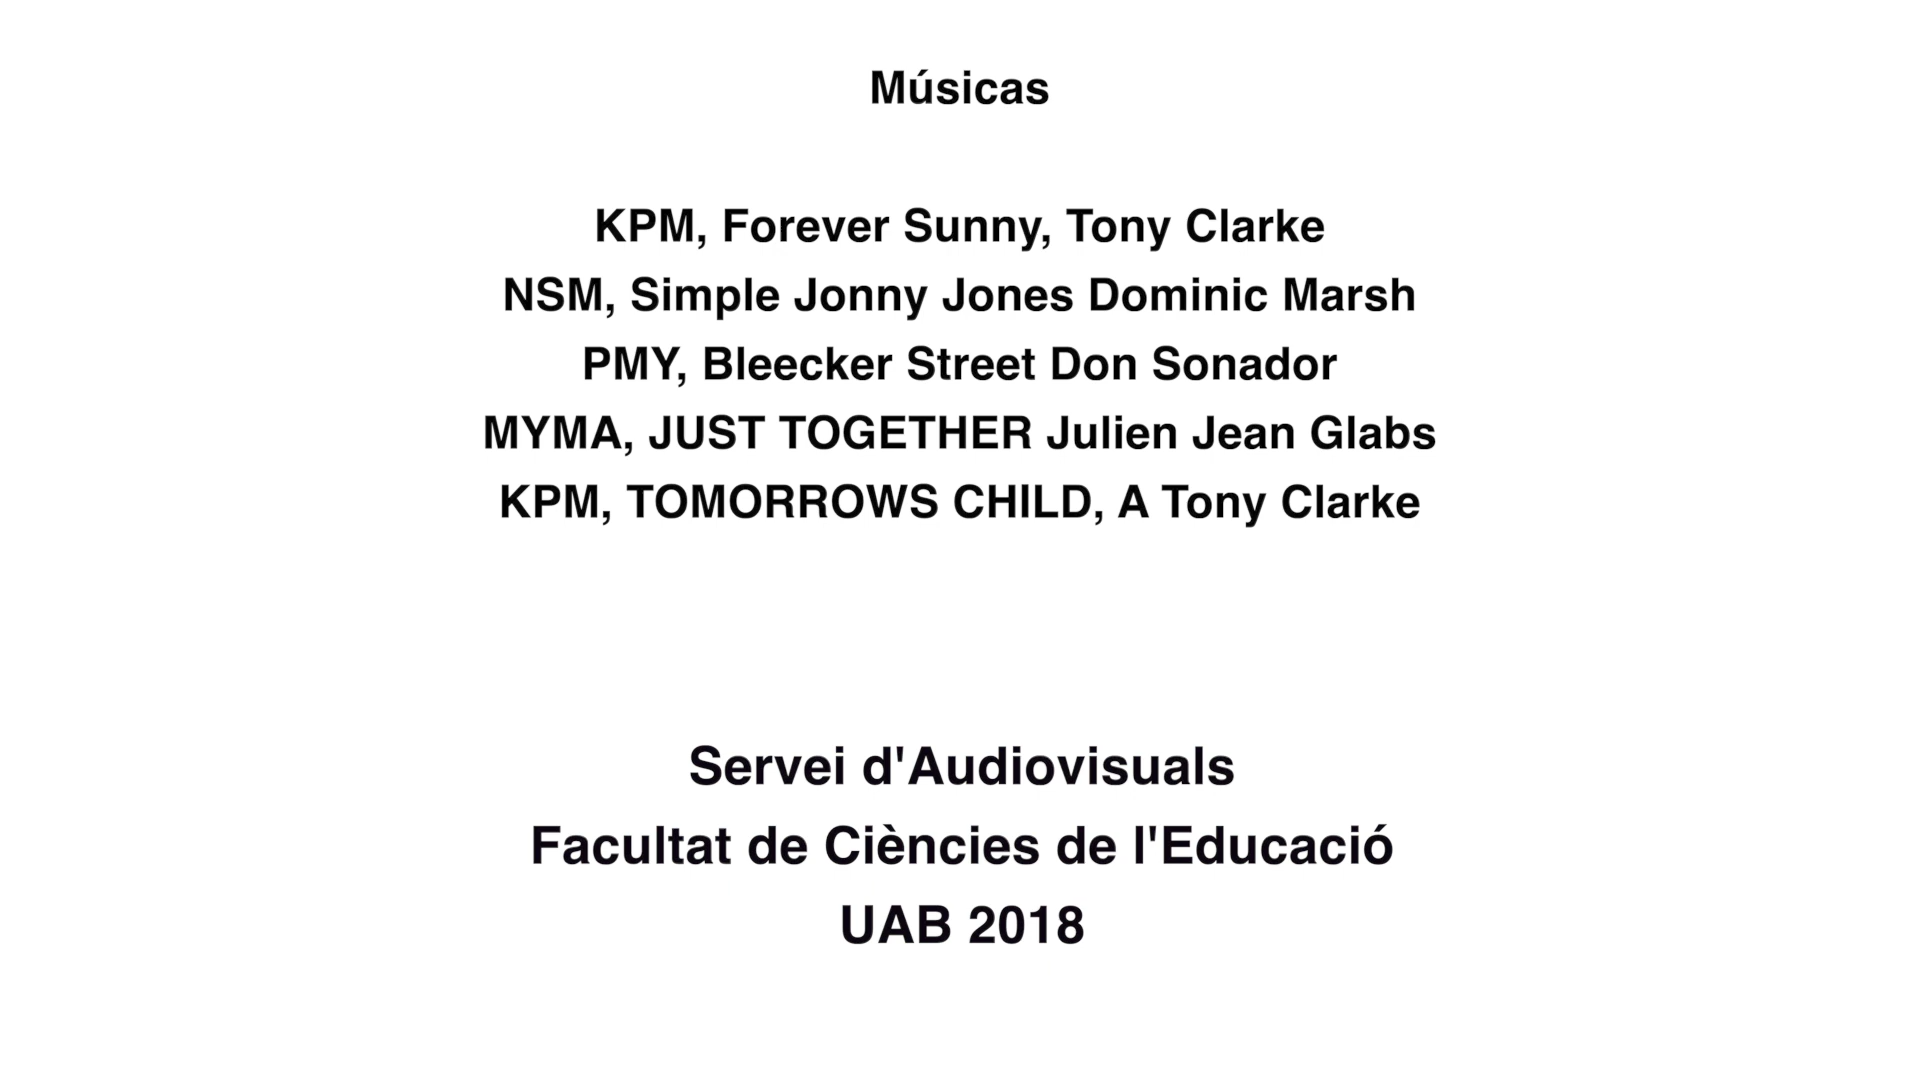 Músicas
KPM, Forever Sunny, Tony Clarke
NSM, Simple Jonny Jones Dominic Marsh
PMY, Bleecker Street Don Sonador
MYMA, JUST TOGETHER Julien Jean Glabs
KPM, TOMORROWS CHILD, A Tony Clarke
Servei d'Audiovisuals
Facultat de Ciències de l'Educació
UAB 2018